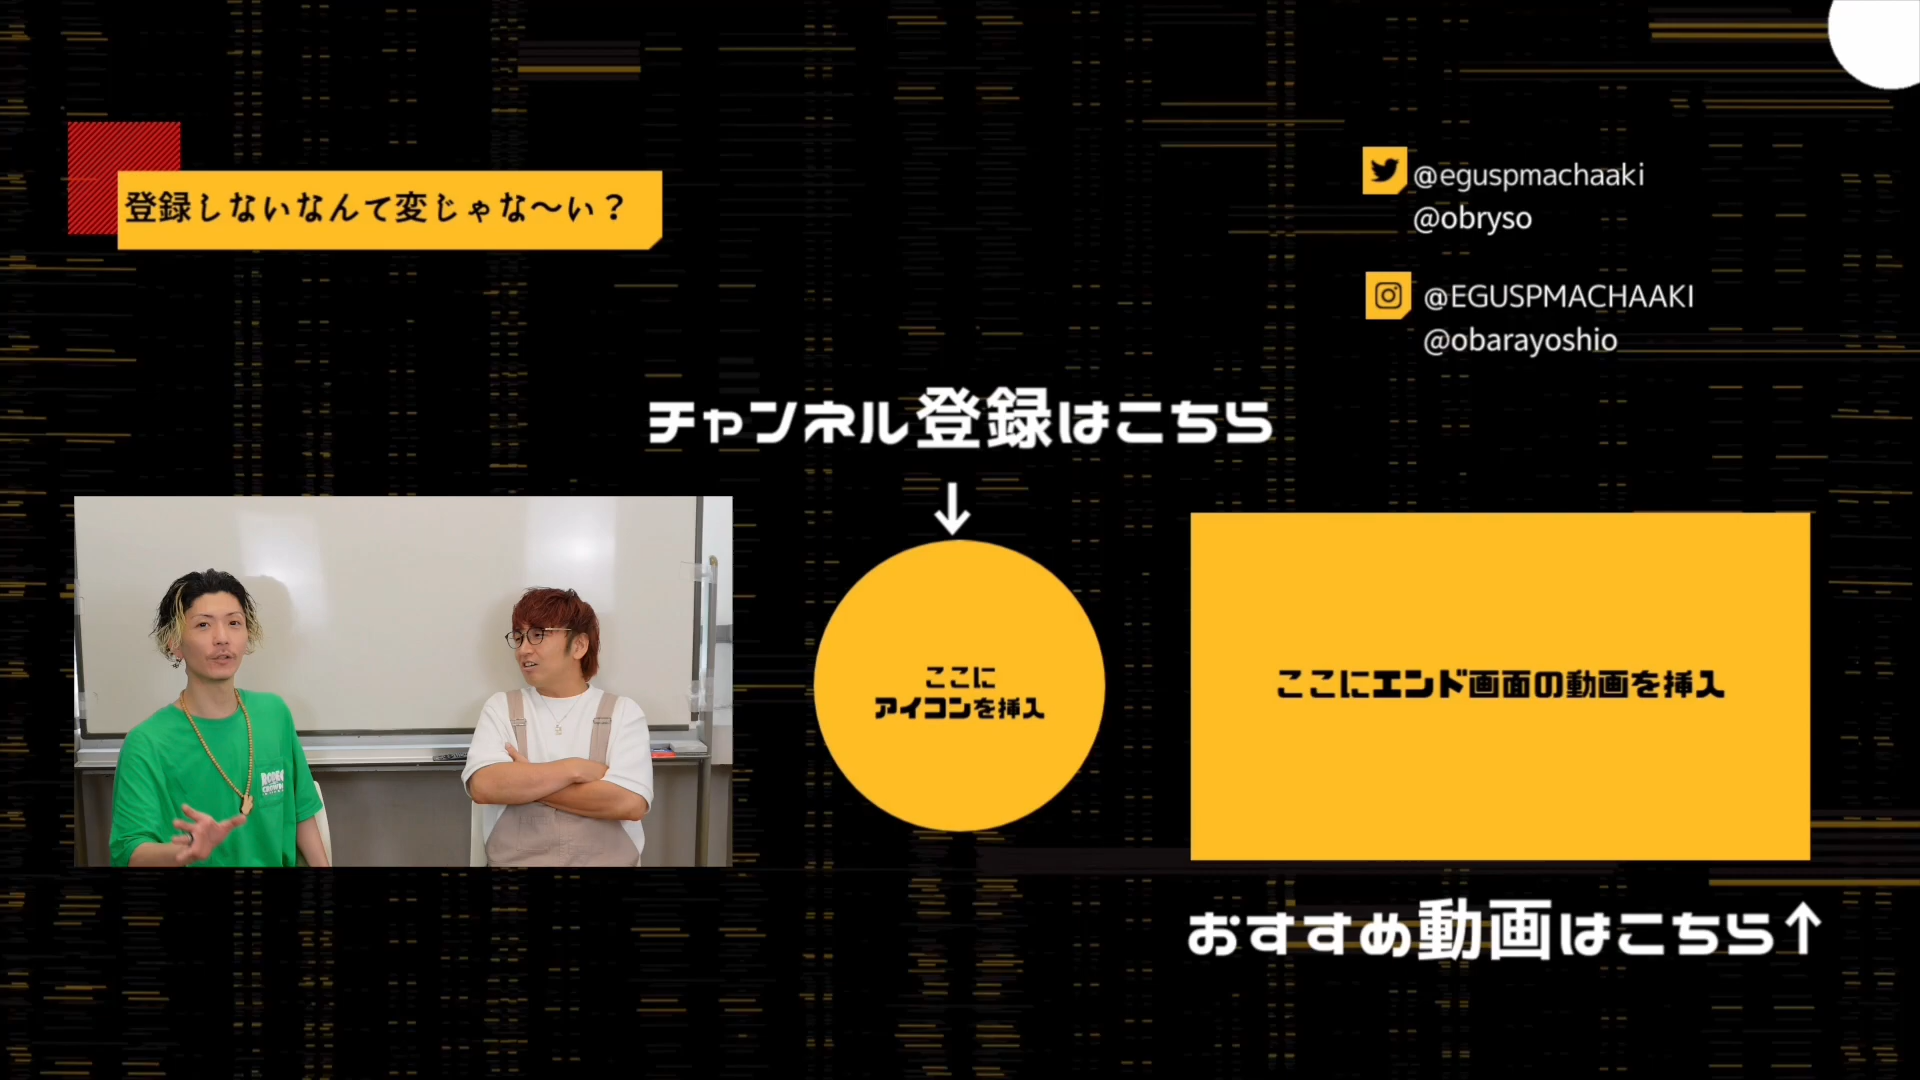 登録しないなんて変じゃな〜い？
@eguspmachaaki
@obryso
@EGUSPMACHAAKI
@obarayoshio
チャンネル登録はこちら
↓
ここに
アイコンを挿入
ここにエンド画面の動画を挿入
RODEO
CROWNS
おすすめ動画はこちら↑